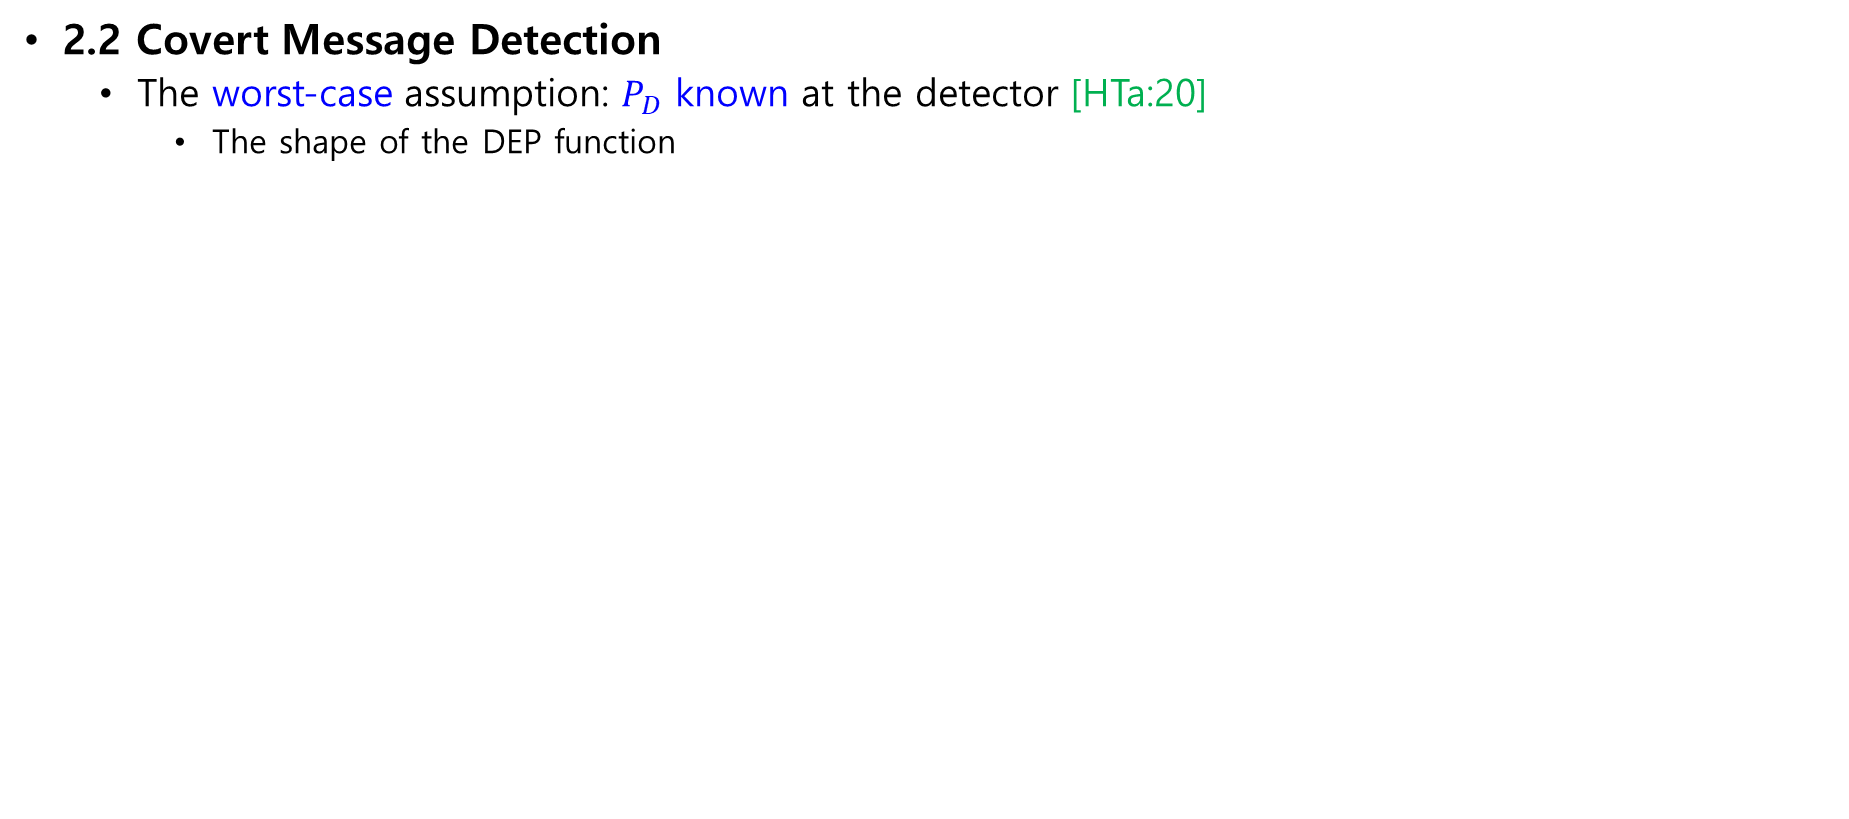 • 2.2 Covert Message Detection
• The worst-case assumption: P_D known at the detector [HTa:20]
• The shape of the DEP function